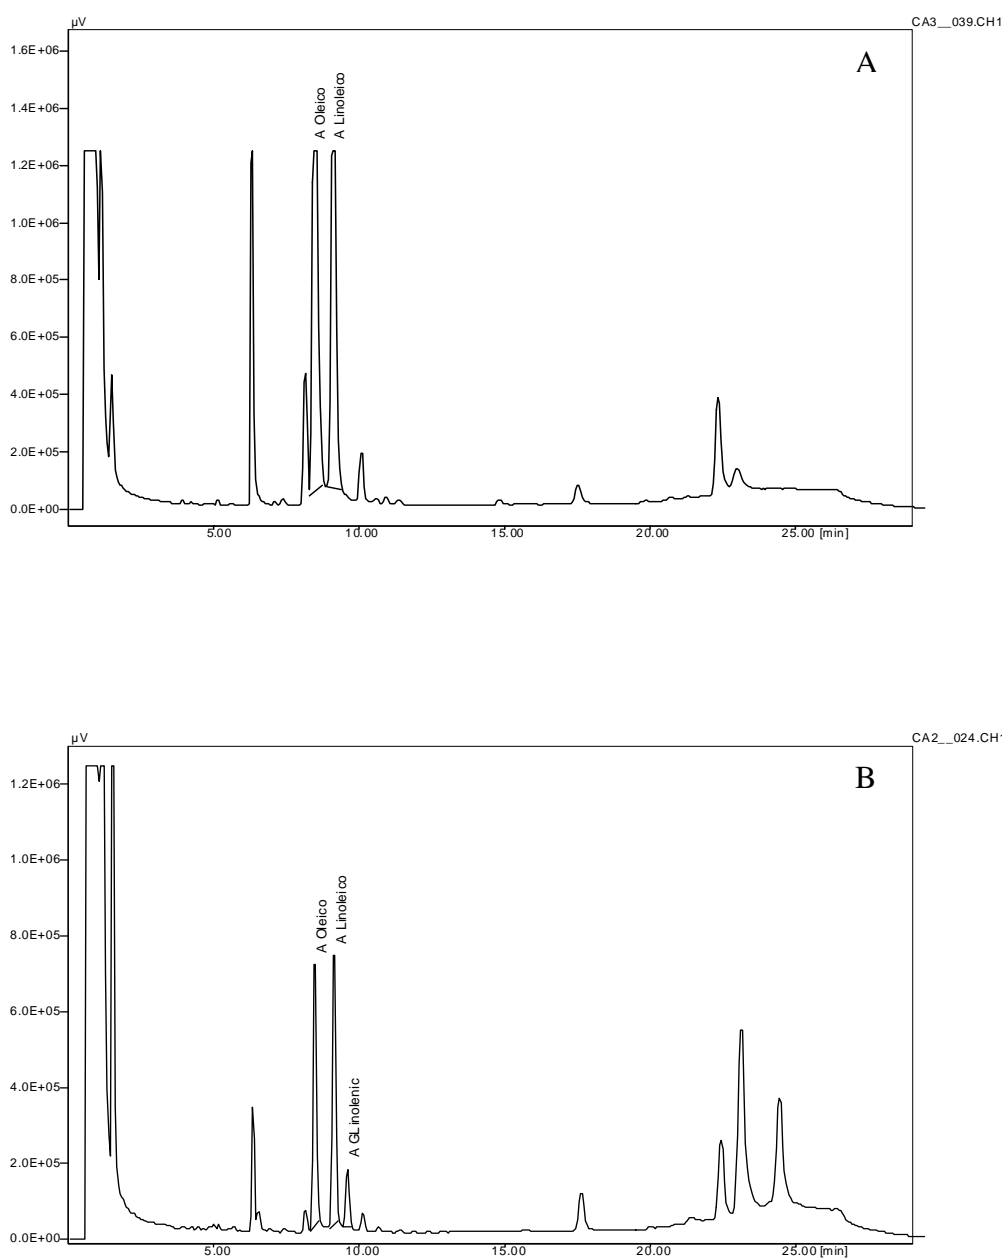 µV
CA3__039.CH1
A
1.6E+06
1.4E+06
1.2E+06
1.0E+06
8.0E+05
6.0E+05
4.0E+05
2.0E+05
0.0E+00
A Oleico
A Linoleico
5.00 10.00 15.00 20.00 25.00 [min]
µV
CA2__024.CH1
B
1.2E+06
1.0E+06
8.0E+05
6.0E+05
4.0E+05
2.0E+05
0.0E+00
A Oleico
A Linoleico
A GLinolenic
5.00 10.00 15.00 20.00 25.00 [min]